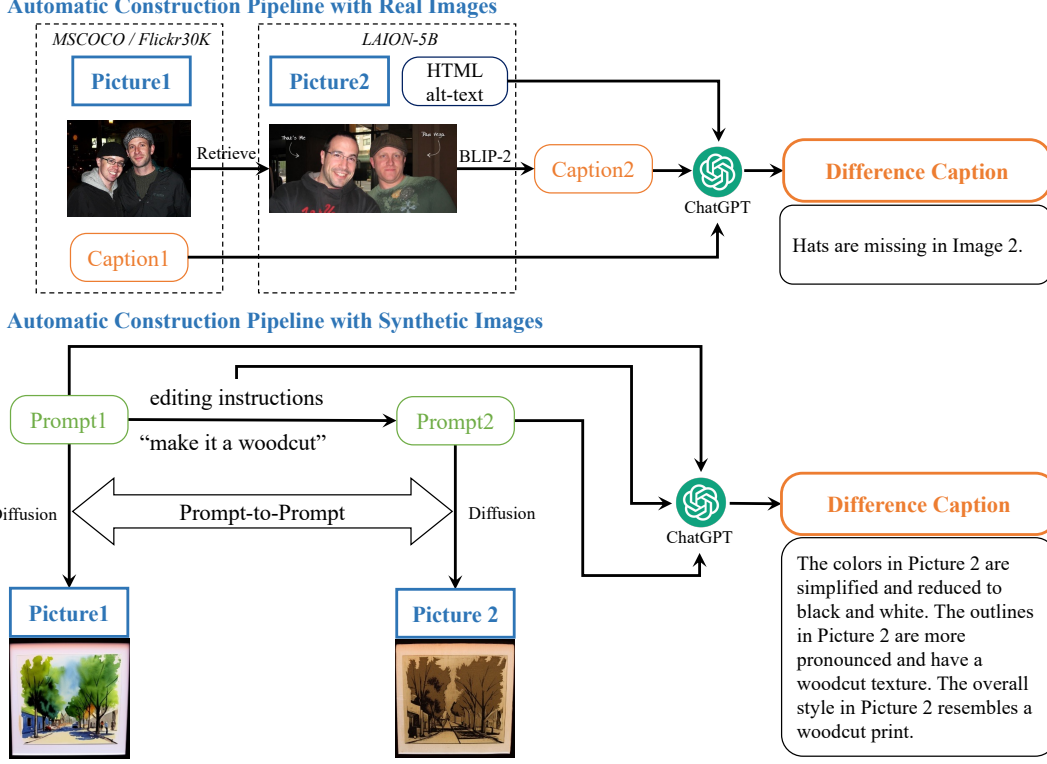 Automatic Construction Pipeline with Real Images
MSCOCO / Flickr30K
LAION-5B
Picture1
Picture2
HTML
alt-text
Retrieve
That's Me
BLIP-2
Caption1
Caption2
ChatGPT
Difference Caption
Hats are missing in Image 2.
Automatic Construction Pipeline with Synthetic Images
Prompt1
editing instructions
“make it a woodcut”
Prompt2
Diffusion
Prompt-to-Prompt
Diffusion
ChatGPT
Difference Caption
Picture1
Picture 2
The colors in Picture 2 are
simplified and reduced to
black and white. The outlines
in Picture 2 are more
pronounced and have a
woodcut texture. The overall
style in Picture 2 resembles a
woodcut print.